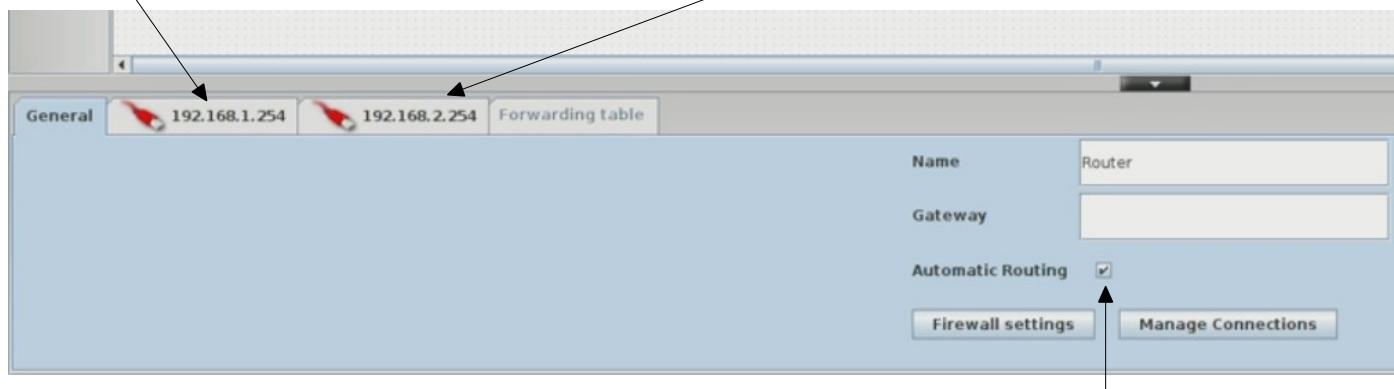 General 192.168.1.254 192.168.2.254 Forwarding table
Name Router
Gateway
Automatic Routing
Firewall settings Manage Connections